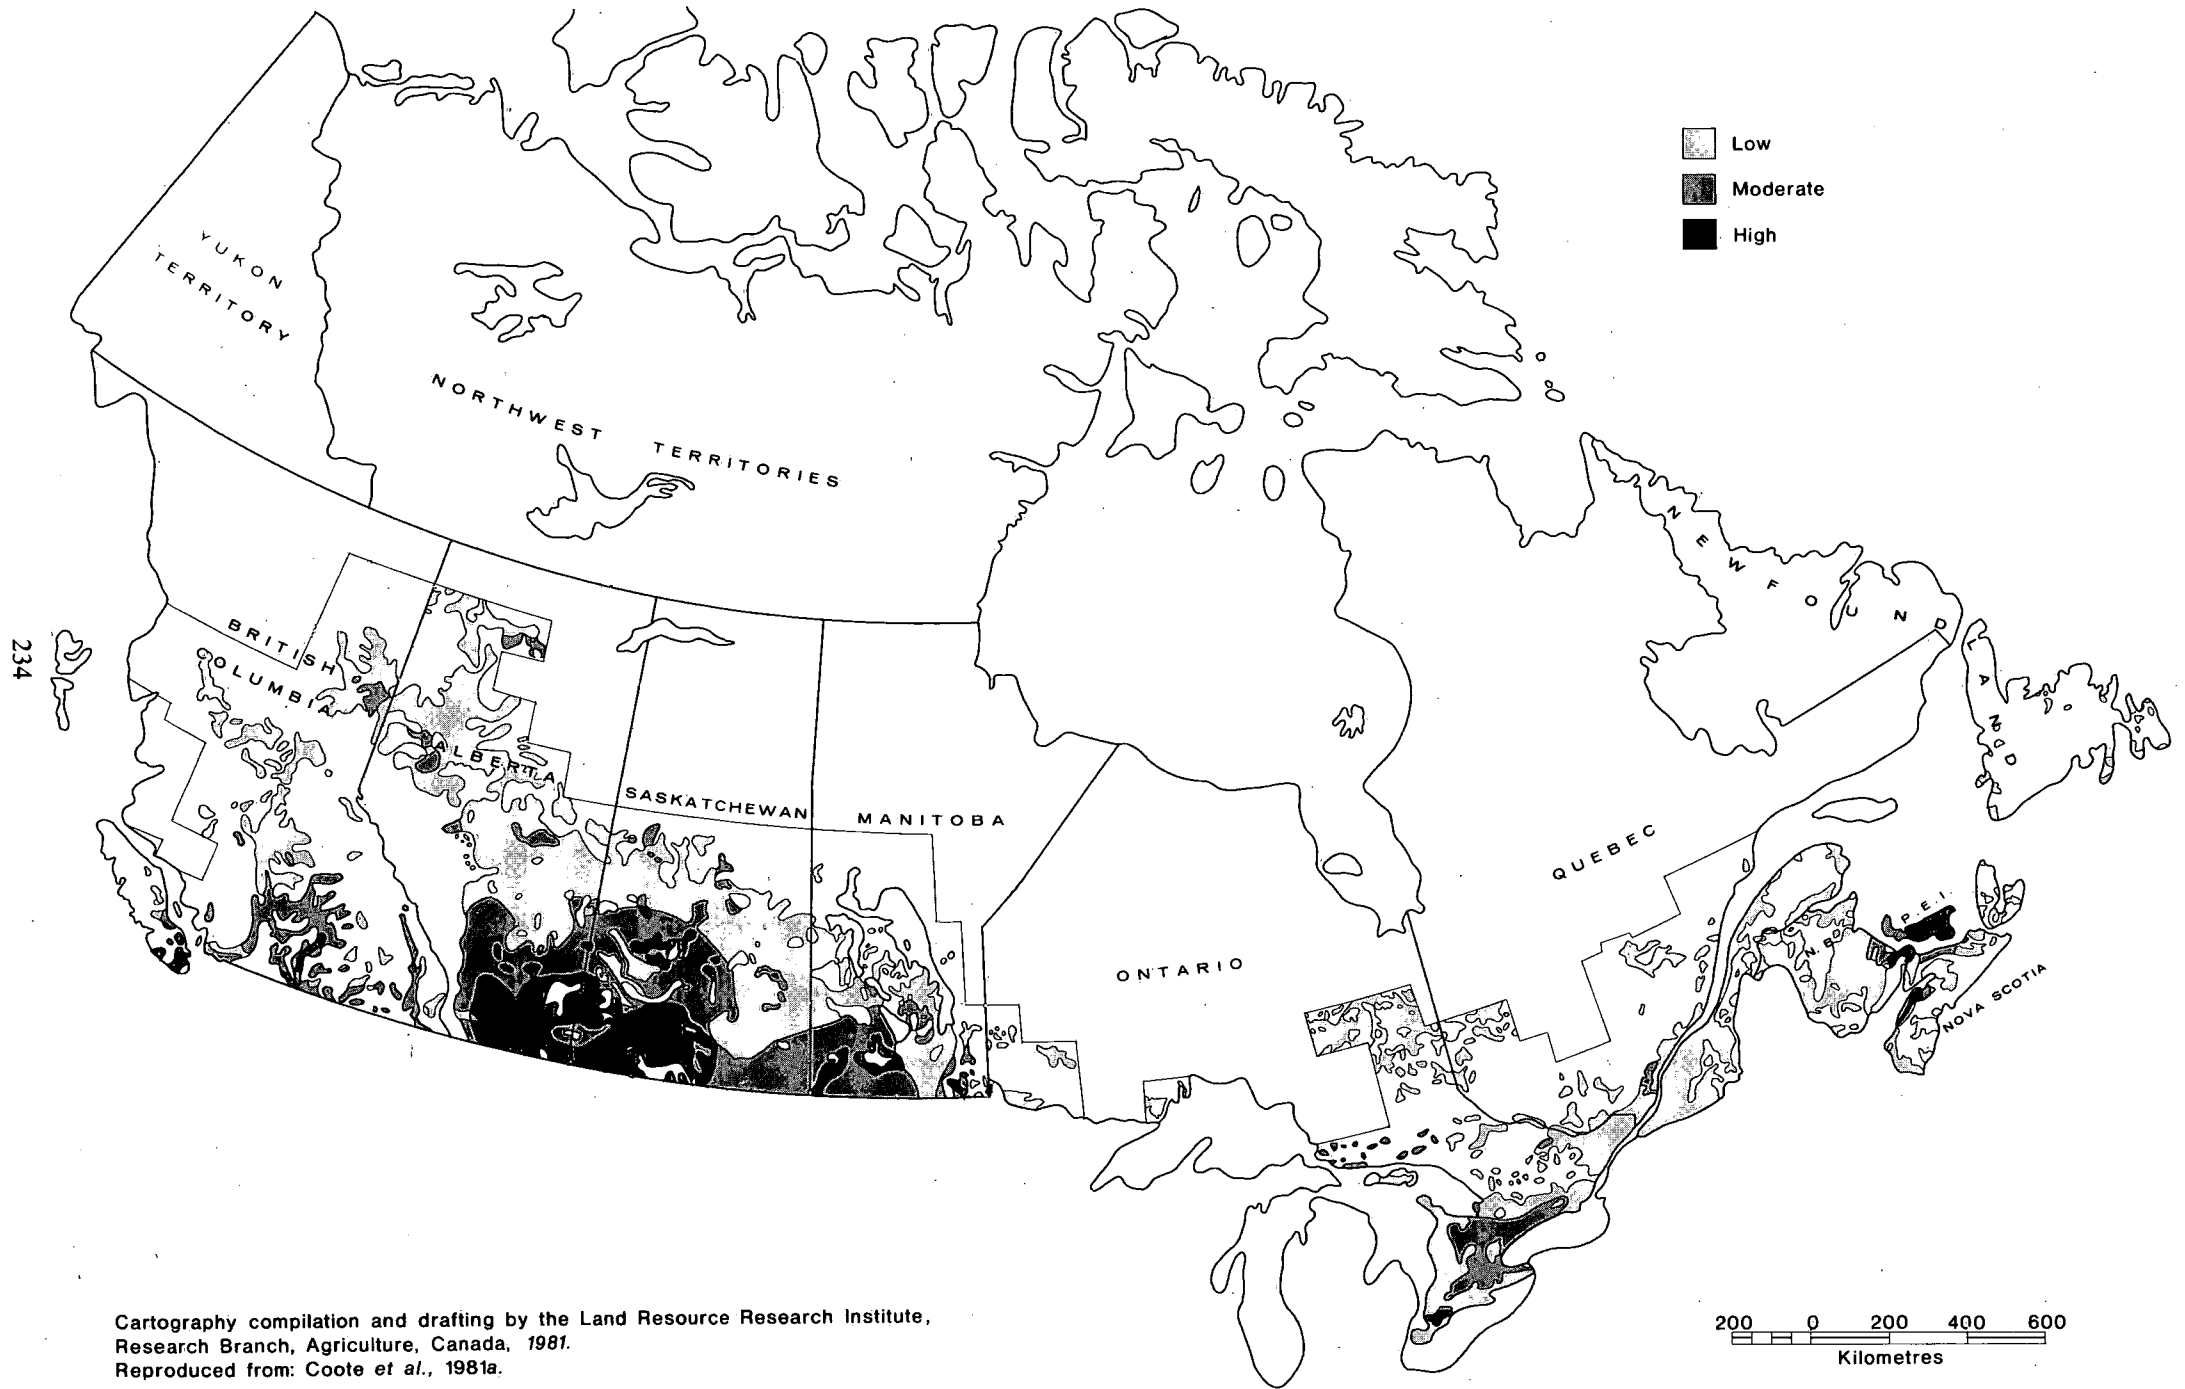 Low
Moderate
High
YUKON
TERRITORY
NORTHWEST TERRITORIES
NEWFOUNDLAND
BRITISH
COLUMBIA
234
ALBERTA
SASKATCHEWAN
MANITOBA
QUEBEC
P.E.I.
N.B.
ONTARIO
NOVA SCOTIA
Cartography compilation and drafting by the Land Resource Research Institute,
Research Branch, Agriculture, Canada, 1981.
Reproduced from: Coote et al., 1981a.
200 0 200 400 600
Kilometres